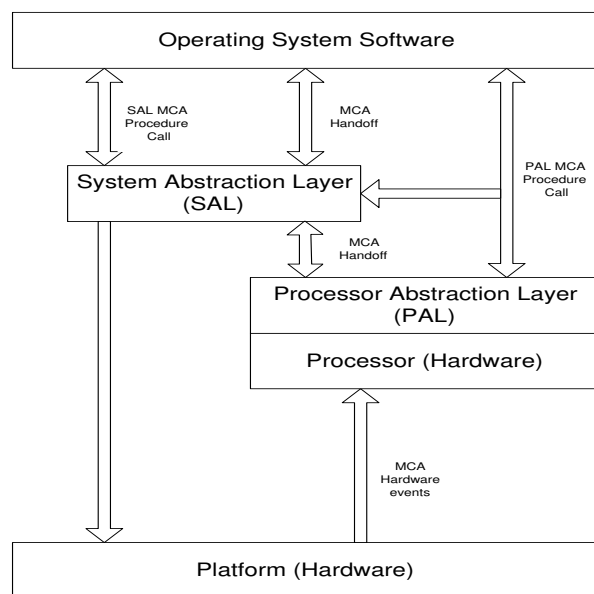 Operating System Software
SAL MCA
Procedure
Call
MCA
Handoff
PAL MCA
Procedure
Call
System Abstraction Layer
(SAL)
MCA
Handoff
Processor Abstraction Layer
(PAL)
Processor (Hardware)
MCA
Hardware
events
Platform (Hardware)